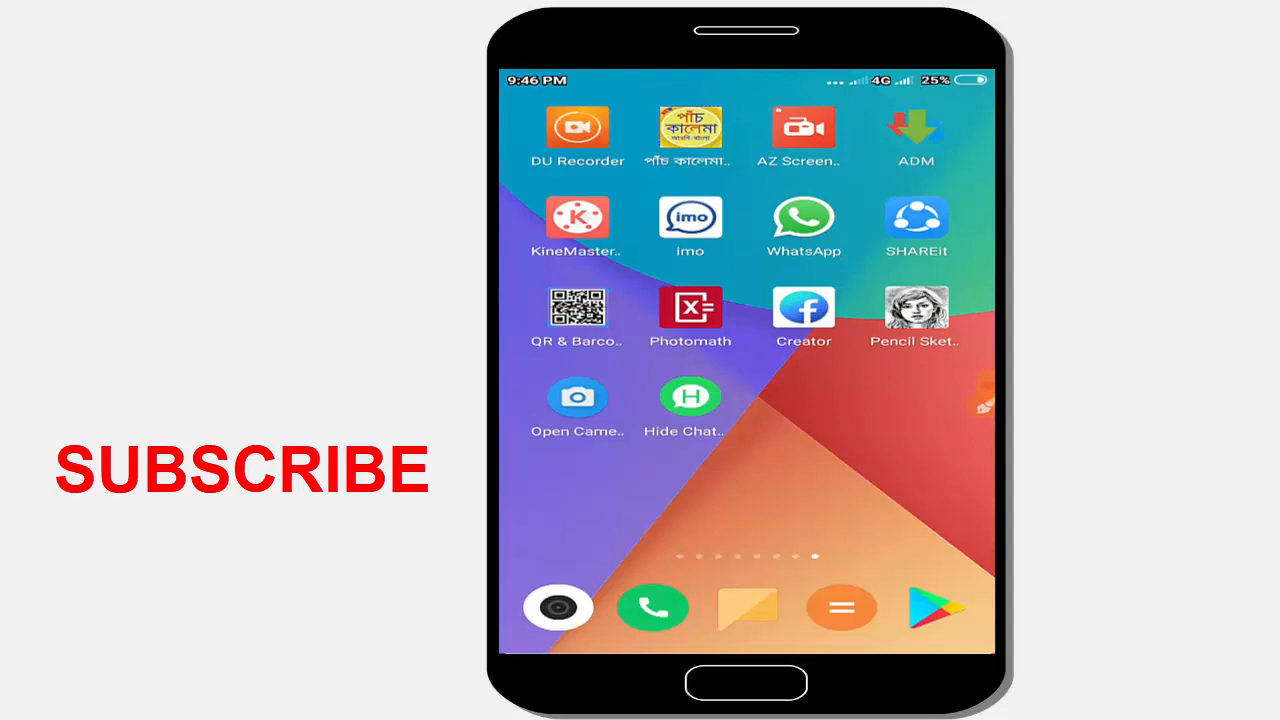 9:46 PM 4G 25%
পাঁচ
কালেমা
আরবি-বাংলা
DU Recorder পাঁচ কালেমা.. AZ Screen.. ADM
K imo
KineMaster.. imo WhatsApp SHAREit
X
f
QR & Barco.. Photomath Creator Pencil Sket..
H
Open Came.. Hide Chat..
SUBSCRIBE